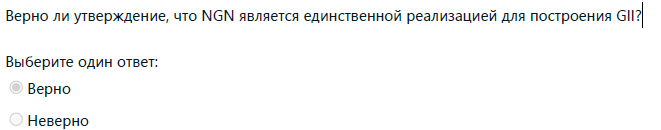 Верно ли утверждение, что NGN является единственной реализацией для построения GII?
Выберите один ответ:
Верно
Неверно